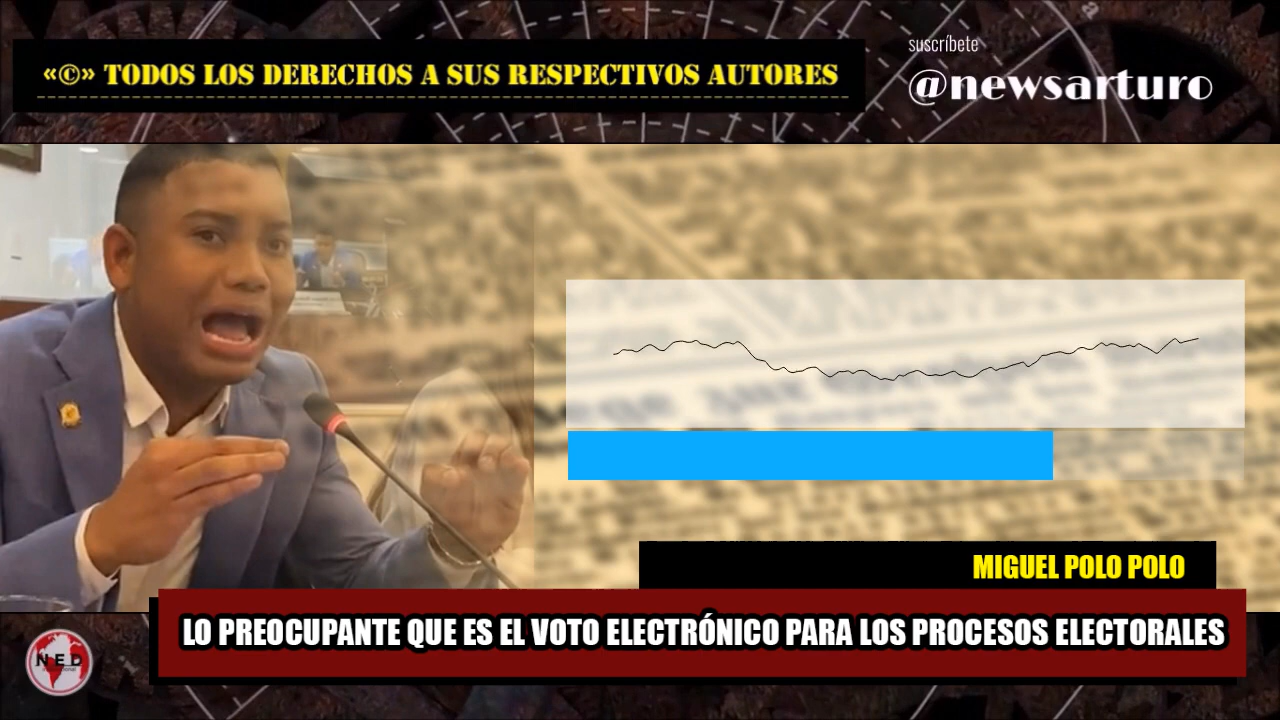 «©» TODOS LOS DERECHOS A SUS RESPECTIVOS AUTORES
suscríbete
@newsarturo
MIGUEL POLO POLO
LO PREOCUPANTE QUE ES EL VOTO ELECTRÓNICO PARA LOS PROCESOS ELECTORALES
NED